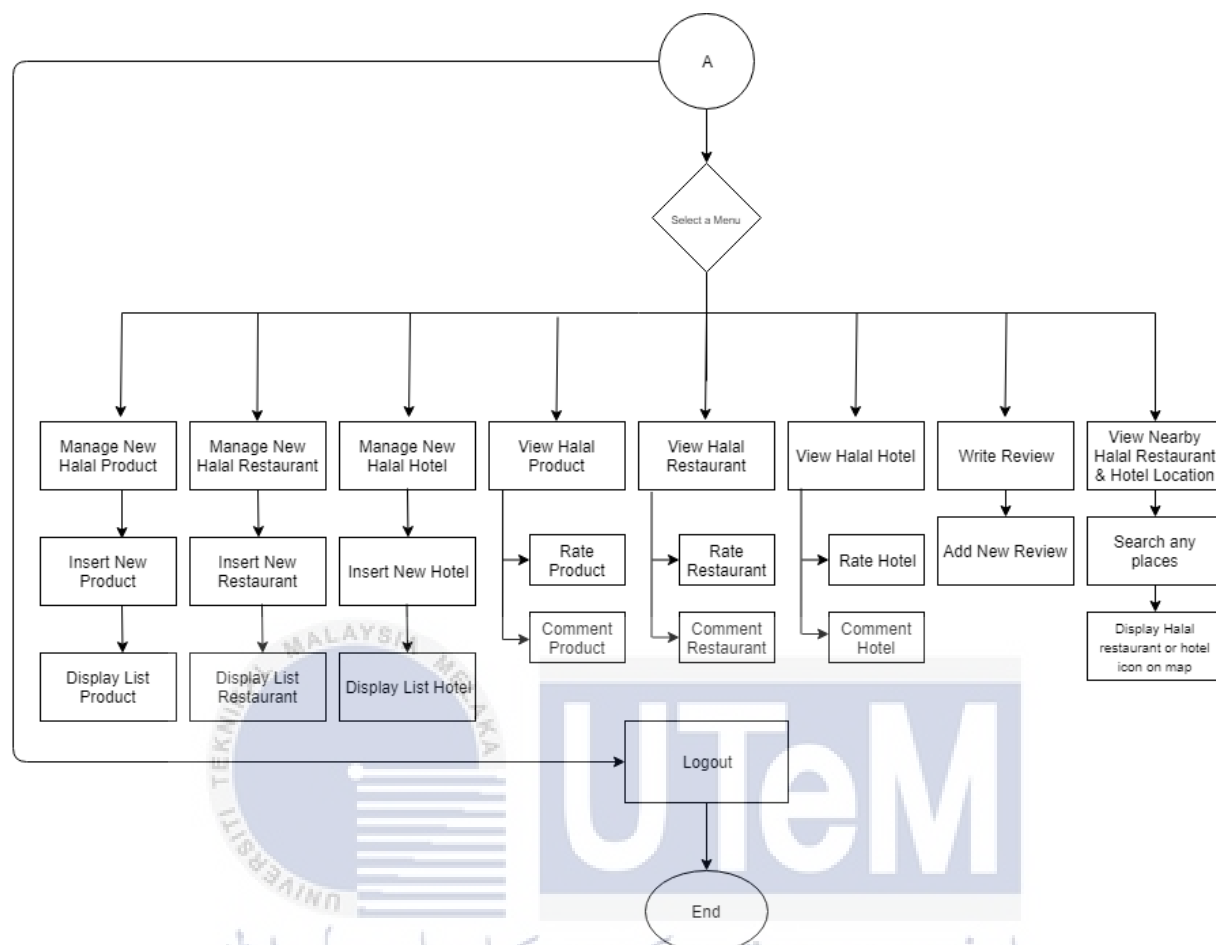 A
Select a Menu
Manage New
Halal Product
Manage New
Halal Restaurant
Manage New
Halal Hotel
View Halal
Product
View Halal
Restaurant
View Halal Hotel
Write Review
View Nearby
Halal Restaurant
& Hotel Location
Insert New
Product
Insert New
Restaurant
Insert New Hotel
Rate
Product
Rate
Restaurant
Rate Hotel
Add New Review
Search any
places
Comment
Product
Comment
Restaurant
Comment
Hotel
Display Halal
restaurant or hotel
icon on map
Display List
Product
Display List
Restaurant
Display List Hotel
Logout
End
UNIVERSITI TEKNIKAL MALAYSIA MELAKA
UTeM